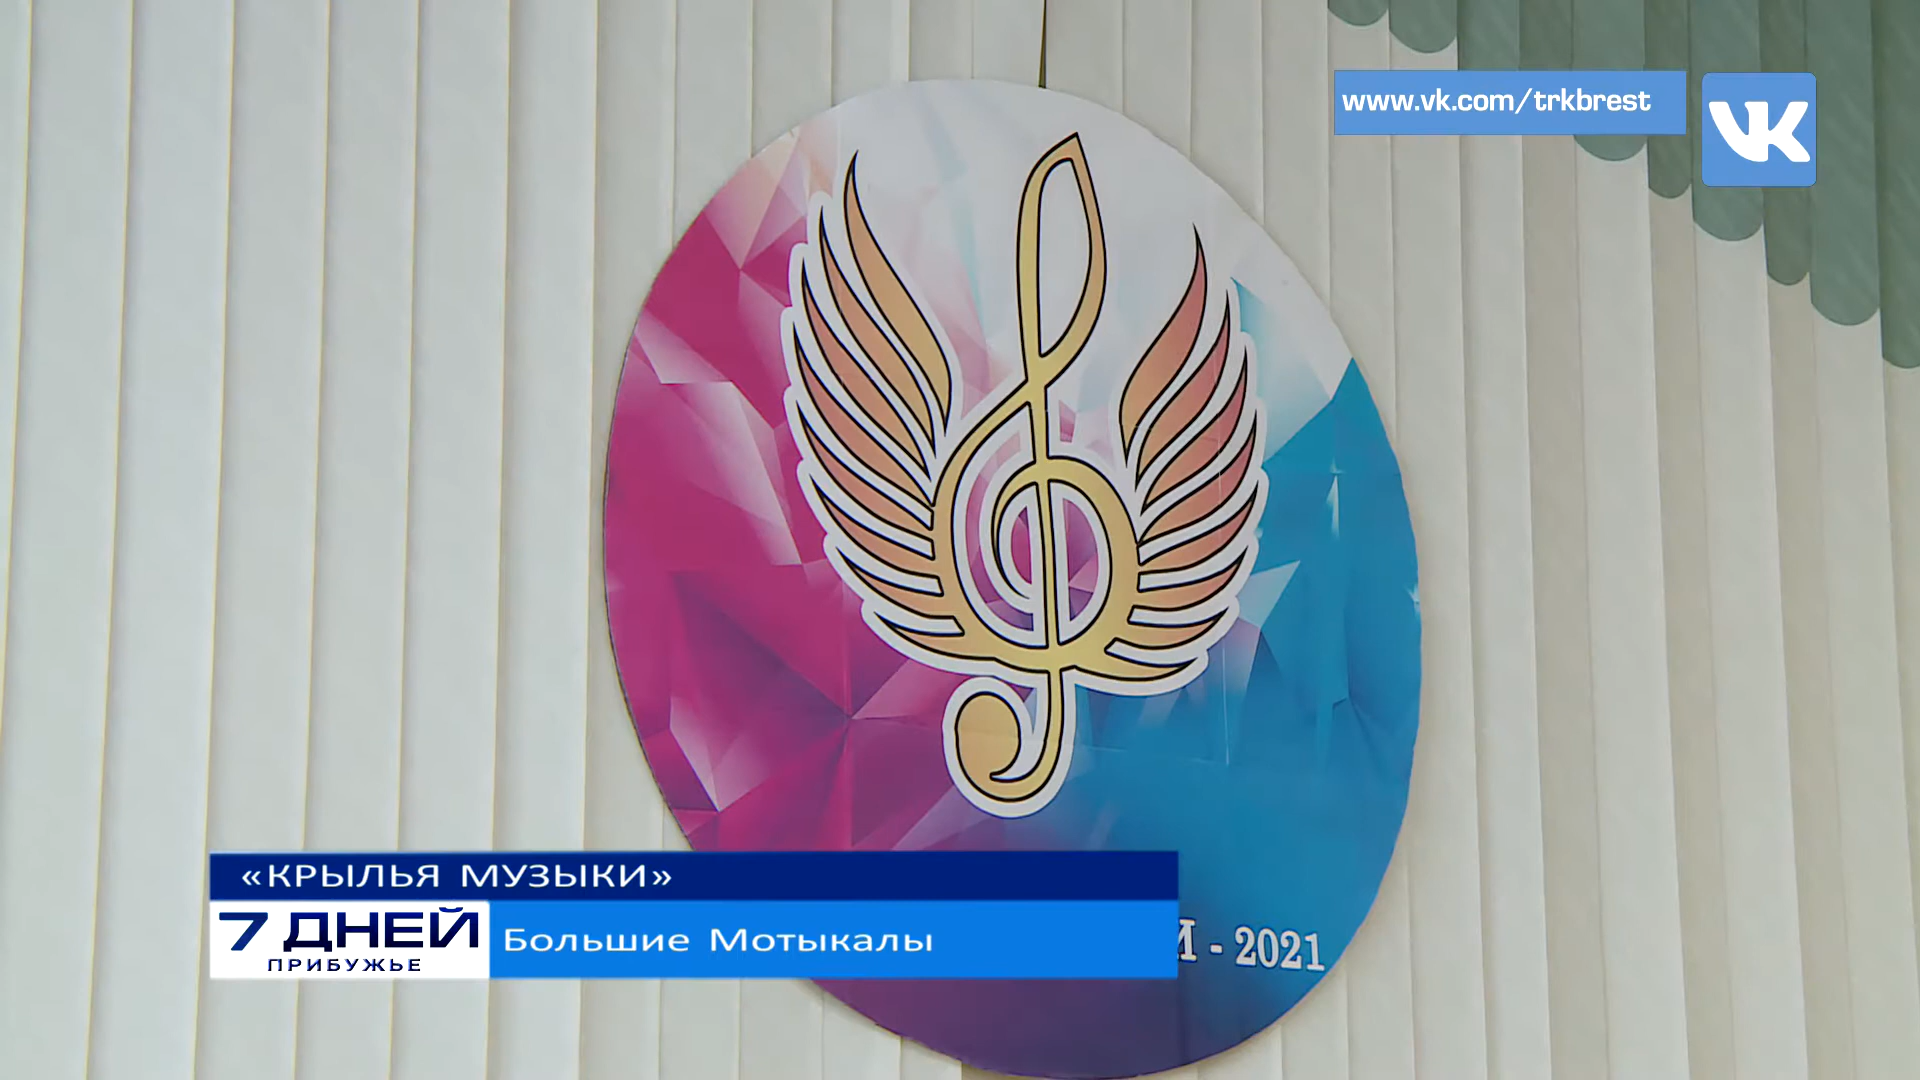 www.vk.com/trkbrest
«КРЫЛЬЯ МУЗЫКИ»
7 ДНЕЙ
ПРИБУЖЬЕ
Большие Мотыкалы
- 2021